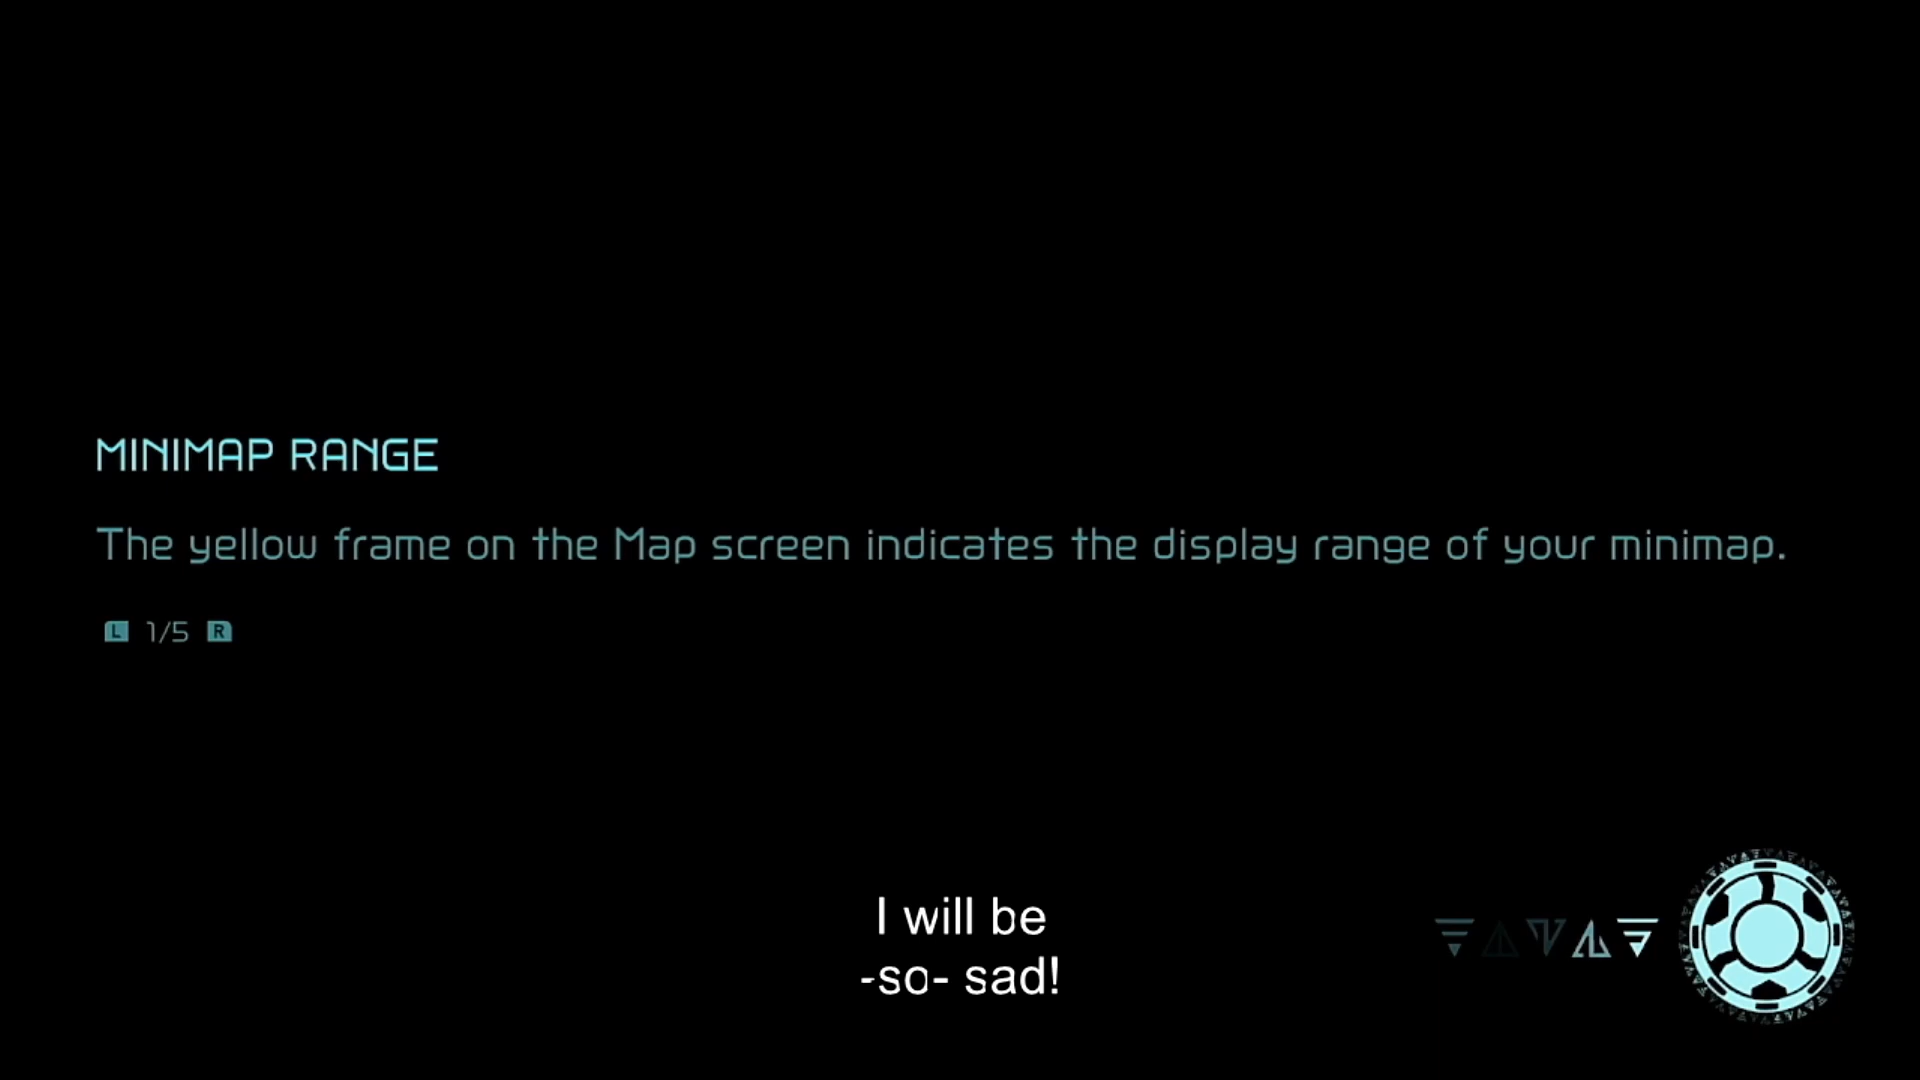 MINIMAP RANGE
The yellow frame on the Map screen indicates the display range of your minimap.
L 1/5 R
I will be
-so- sad!